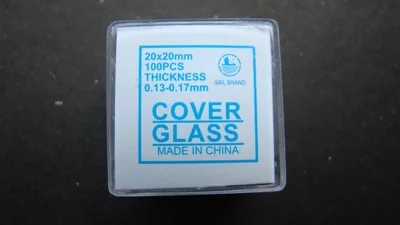 20x20mm
100PCS
THICKNESS
0.13-0.17mm
SAIL BRAND
COVER
GLASS
MADE IN CHINA